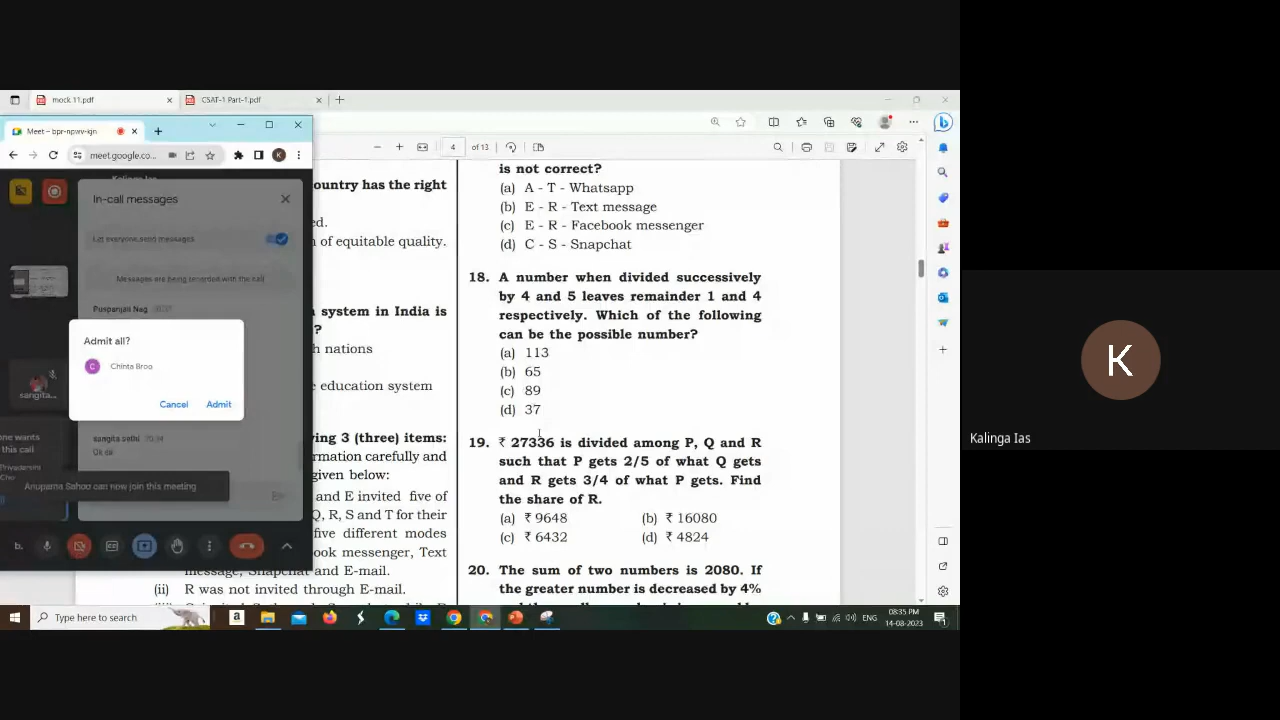 mock 11.pdf
CSAT-1 Part-1.pdf
Meet – bpr-npwv-iqn
meet.google.co...
4 of 13
In-call messages
Let everyone send messages
Messages are being recorded with the call
Puspanjali Nag
Admit all?
C Chinta Broo
Cancel Admit
sangita...
sangita sethi
one wants
this call
Anupama Sahoo can now join this meeting
ountry has the right
ed.
n of equitable quality.
system in India is
?
h nations
e education system
ving 3 (three) items:
rmation carefully and
given below:
and E invited five of
Q, R, S and T for their
five different modes
ook messenger, Text
message, Snapchat and E-mail.
(ii) R was not invited through E-mail.
is not correct?
(a) A - T - Whatsapp
(b) E - R - Text message
(c) E - R - Facebook messenger
(d) C - S - Snapchat
18. A number when divided successively
by 4 and 5 leaves remainder 1 and 4
respectively. Which of the following
can be the possible number?
(a) 113
(b) 65
(c) 89
(d) 37
19. ₹ 27336 is divided among P, Q and R
such that P gets 2/5 of what Q gets
and R gets 3/4 of what P gets. Find
the share of R.
(a) ₹ 9648 (b) ₹ 16080
(c) ₹ 6432 (d) ₹ 4824
20. The sum of two numbers is 2080. If
the greater number is decreased by 4%
Type here to search
ENG
08:35 PM
14-08-2023
K
Kalinga Ias